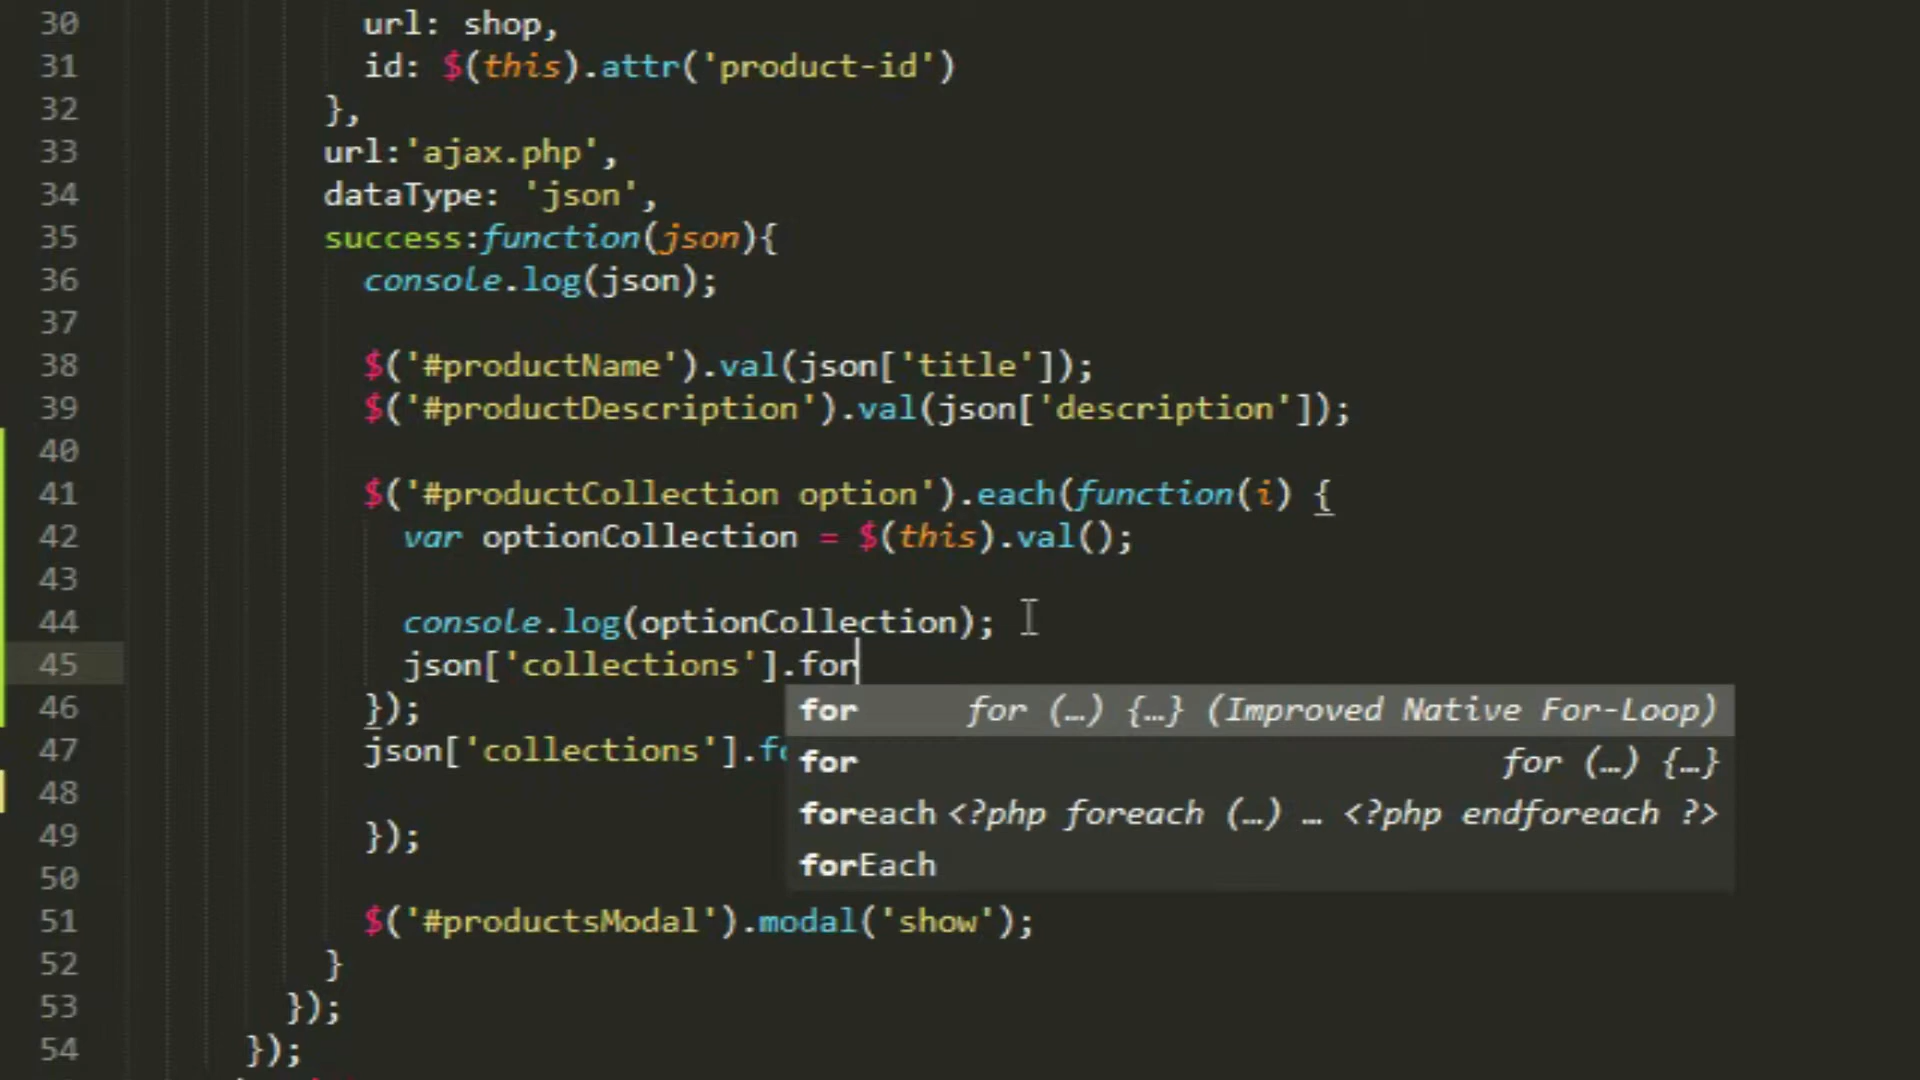 30 url: shop,
31 id: $(this).attr('product-id')
32 },
33 url:'ajax.php',
34 dataType: 'json',
35 success:function(json){
36 console.log(json);
37
38 $('#productName').val(json['title']);
39 $('#productDescription').val(json['description']);
40
41 $('#productCollection option').each(function(i) {
42 var optionCollection = $(this).val();
43
44 console.log(optionCollection);
45 json['collections'].for
46 });
for for (…) {…} (Improved Native For-Loop)
47 json['collections'].fo
for for (…) {…}
48
foreach <?php foreach (…) … <?php endforeach ?>
49 });
forEach
50
51 $('#productsModal').modal('show');
52 }
53 });
54 });